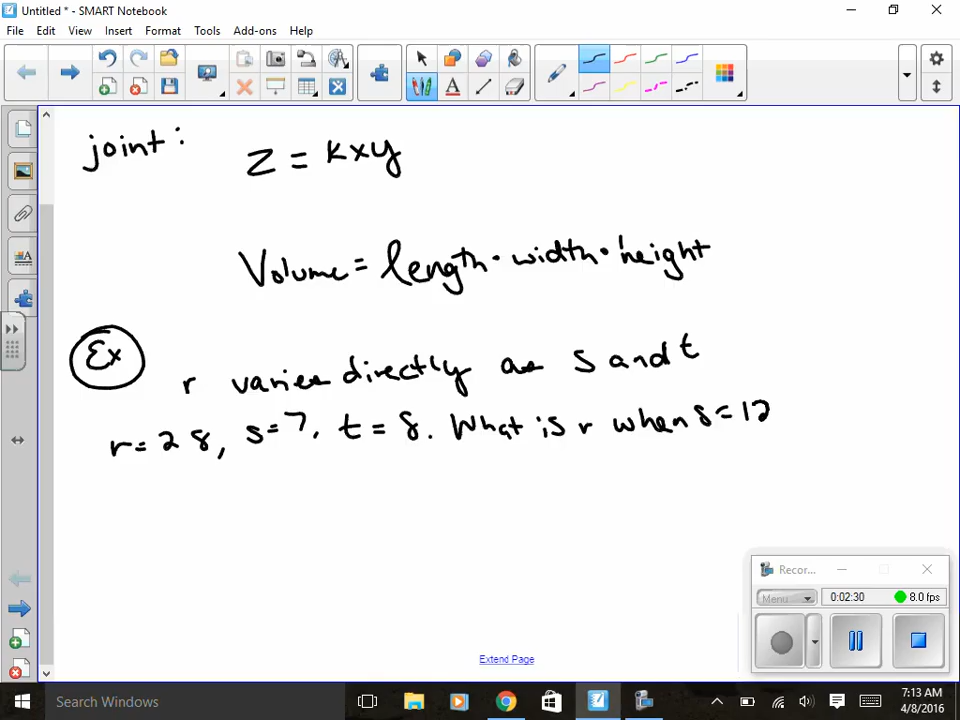 Untitled * - SMART Notebook
File Edit View Insert Format Tools Add-ons Help
joint:
z = kxy
Volume = length · width · height
Ex
r varies directly as s and t
r = 28, s = 7, t = 8. What is r when s = 12
Recor...
Menu 0:02:30 8.0 fps
Extend Page
Search Windows
7:13 AM
4/8/2016